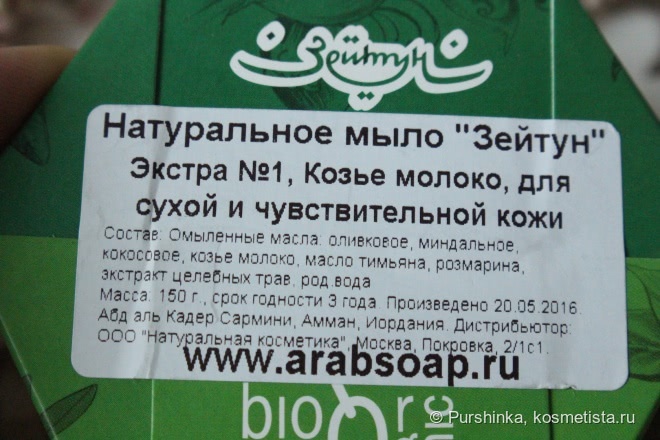 Зейтун
Натуральное мыло "Зейтун"
Экстра №1, Козье молоко, для
сухой и чувствительной кожи
Состав: Омыленные масла: оливковое, миндальное,
кокосовое, козье молоко, масло тимьяна, розмарина,
экстракт целебных трав, род.вода
Масса: 150 г., срок годности 3 года. Произведено 20.05.2016.
Абд аль Кадер Сармини, Амман, Иордания. Дистрибьютор:
ООО "Натуральная косметика", Москва, Покровка, 2/1с1.
www.arabsoap.ru
bioOrganic
© Purshinka, kosmetista.ru